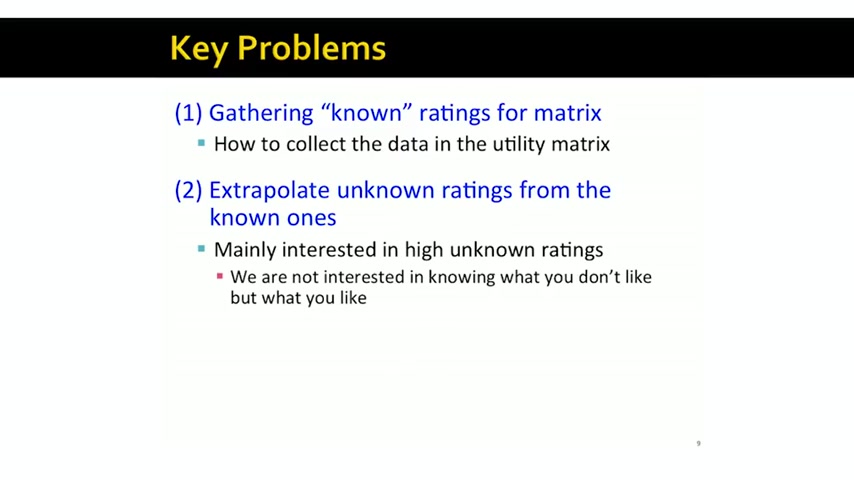 Key Problems
(1) Gathering “known” ratings for matrix
How to collect the data in the utility matrix
(2) Extrapolate unknown ratings from the
known ones
Mainly interested in high unknown ratings
We are not interested in knowing what you don’t like
but what you like
9